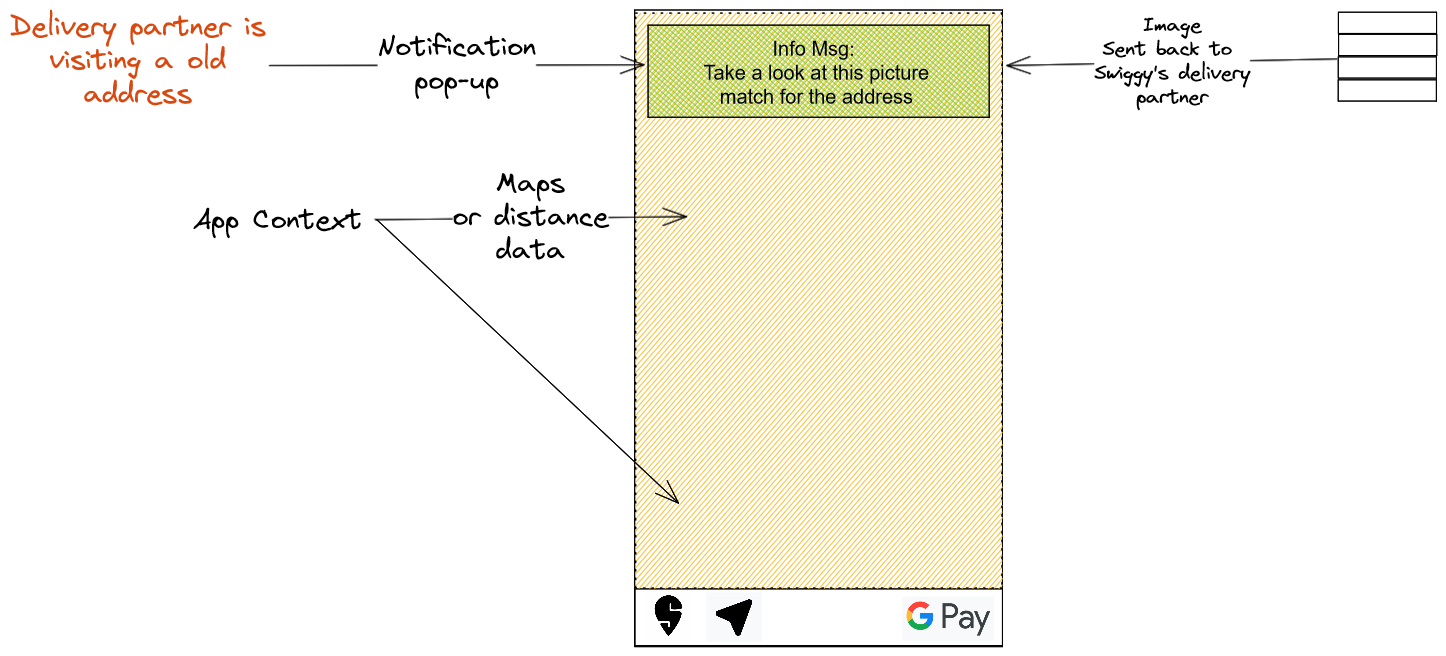 Delivery partner is
visiting a old
address
Notification
pop-up
Info Msg:
Take a look at this picture
match for the address
Image
Sent back to
Swiggy's delivery
partner
App Context
Maps
or distance
data
G Pay